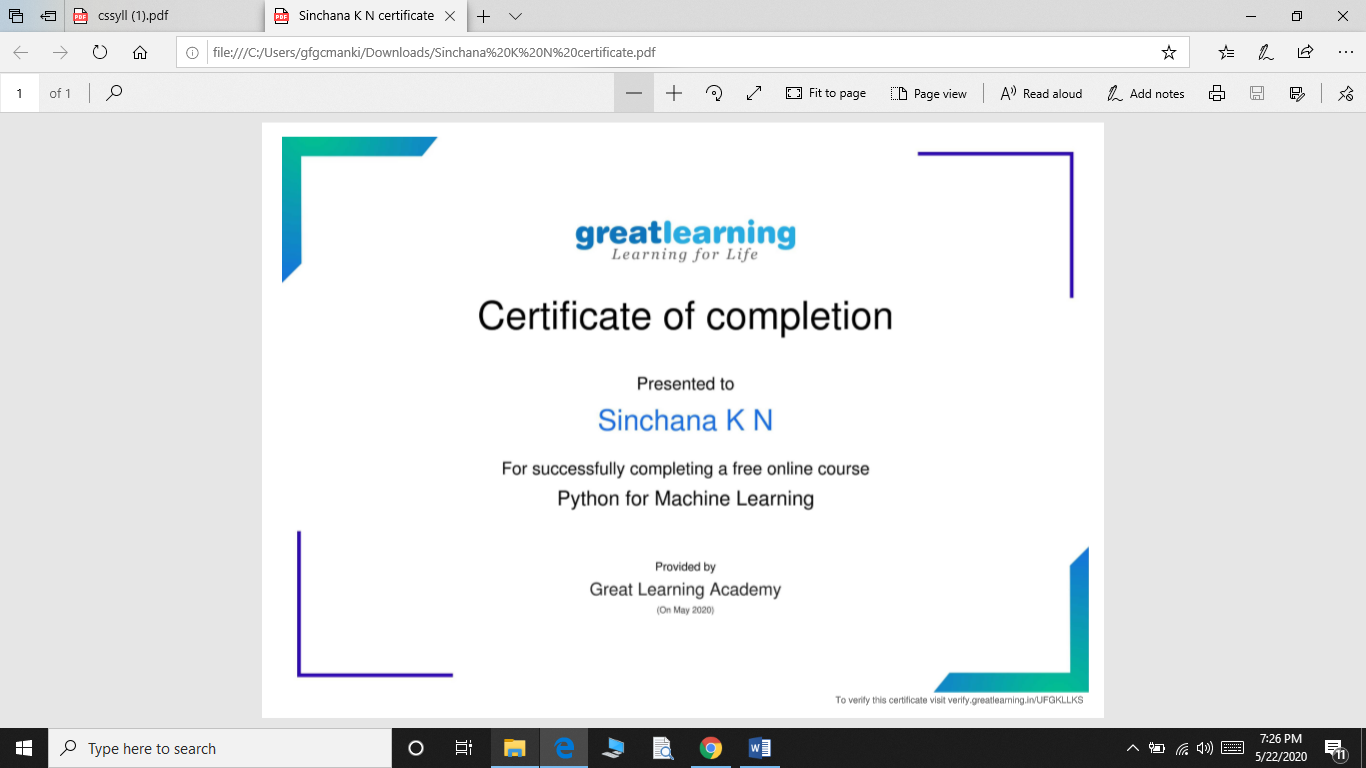 cssyll (1).pdf
Sinchana K N certificate
file:///C:/Users/gfgcmanki/Downloads/Sinchana%20K%20N%20certificate.pdf
1 of 1
Fit to page
Page view
Read aloud
Add notes
greatlearning
Learning for Life
Certificate of completion
Presented to
Sinchana K N
For successfully completing a free online course
Python for Machine Learning
Provided by
Great Learning Academy
(On May 2020)
To verify this certificate visit verify.greatlearning.in/UFGKLLKS
Type here to search
7:26 PM
5/22/2020
11